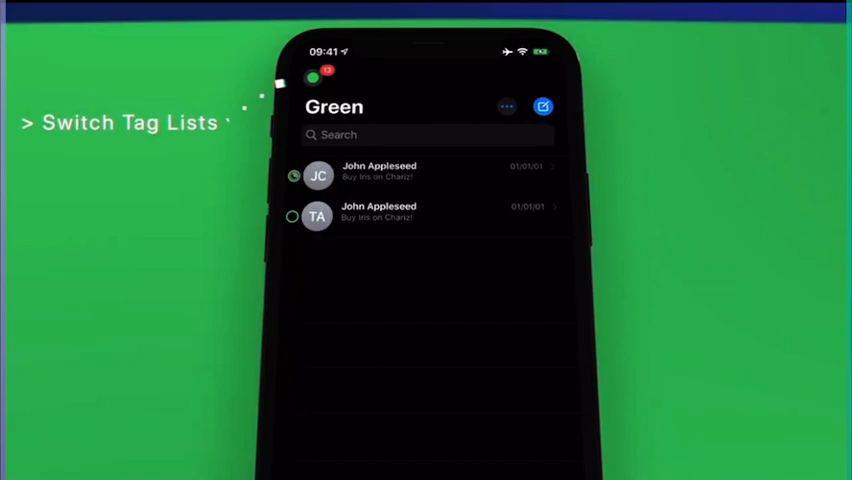 09:41
13
> Switch Tag Lists
Green
Search
JC
John Appleseed
01/01/01
Buy Iris on Chariz!
TA
John Appleseed
01/01/01
Buy Iris on Chariz!